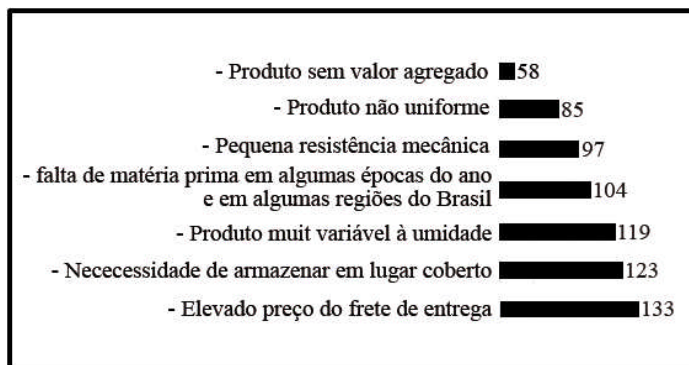 - Produto sem valor agregado 58
- Produto não uniforme 85
- Pequena resistência mecânica 97
- falta de matéria prima em algumas épocas do ano
e em algumas regiões do Brasil 104
- Produto muit variável à umidade 119
- Nececessidade de armazenar em lugar coberto 123
- Elevado preço do frete de entrega 133